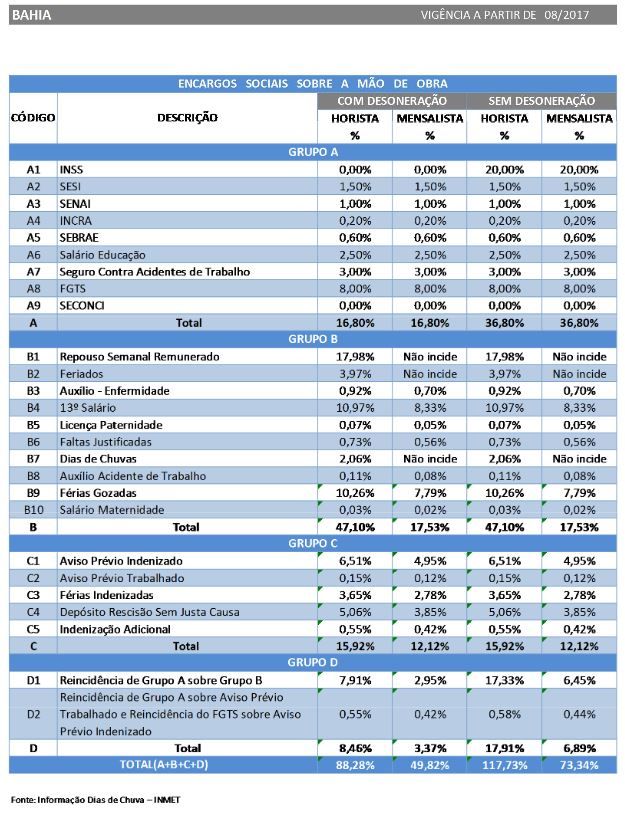 BAHIA VIGÊNCIA A PARTIR DE 08/2017
ENCARGOS SOCIAIS SOBRE A MÃO DE OBRA
CÓDIGO DESCRIÇÃO COM DESONERAÇÃO SEM DESONERAÇÃO
HORISTA MENSALISTA HORISTA MENSALISTA
% % % %
GRUPO A
A1 INSS 0,00% 0,00% 20,00% 20,00%
A2 SESI 1,50% 1,50% 1,50% 1,50%
A3 SENAI 1,00% 1,00% 1,00% 1,00%
A4 INCRA 0,20% 0,20% 0,20% 0,20%
A5 SEBRAE 0,60% 0,60% 0,60% 0,60%
A6 Salário Educação 2,50% 2,50% 2,50% 2,50%
A7 Seguro Contra Acidentes de Trabalho 3,00% 3,00% 3,00% 3,00%
A8 FGTS 8,00% 8,00% 8,00% 8,00%
A9 SECONCI 0,00% 0,00% 0,00% 0,00%
A Total 16,80% 16,80% 36,80% 36,80%
GRUPO B
B1 Repouso Semanal Remunerado 17,98% Não incide 17,98% Não incide
B2 Feriados 3,97% Não incide 3,97% Não incide
B3 Auxílio - Enfermidade 0,92% 0,70% 0,92% 0,70%
B4 13º Salário 10,97% 8,33% 10,97% 8,33%
B5 Licença Paternidade 0,07% 0,05% 0,07% 0,05%
B6 Faltas Justificadas 0,73% 0,56% 0,73% 0,56%
B7 Dias de Chuvas 2,06% Não incide 2,06% Não incide
B8 Auxílio Acidente de Trabalho 0,11% 0,08% 0,11% 0,08%
B9 Férias Gozadas 10,26% 7,79% 10,26% 7,79%
B10 Salário Maternidade 0,03% 0,02% 0,03% 0,02%
B Total 47,10% 17,53% 47,10% 17,53%
GRUPO C
C1 Aviso Prévio Indenizado 6,51% 4,95% 6,51% 4,95%
C2 Aviso Prévio Trabalhado 0,15% 0,12% 0,15% 0,12%
C3 Férias Indenizadas 3,65% 2,78% 3,65% 2,78%
C4 Depósito Rescisão Sem Justa Causa 5,06% 3,85% 5,06% 3,85%
C5 Indenização Adicional 0,55% 0,42% 0,55% 0,42%
C Total 15,92% 12,12% 15,92% 12,12%
GRUPO D
D1 Reincidência de Grupo A sobre Grupo B 7,91% 2,95% 17,33% 6,45%
Reincidência de Grupo A sobre Aviso Prévio
D2 Trabalhado e Reincidência do FGTS sobre Aviso 0,55% 0,42% 0,58% 0,44%
Prévio Indenizado
D Total 8,46% 3,37% 17,91% 6,89%
TOTAL(A+B+C+D) 88,28% 49,82% 117,73% 73,34%
Fonte: Informação Dias de Chuva – INMET